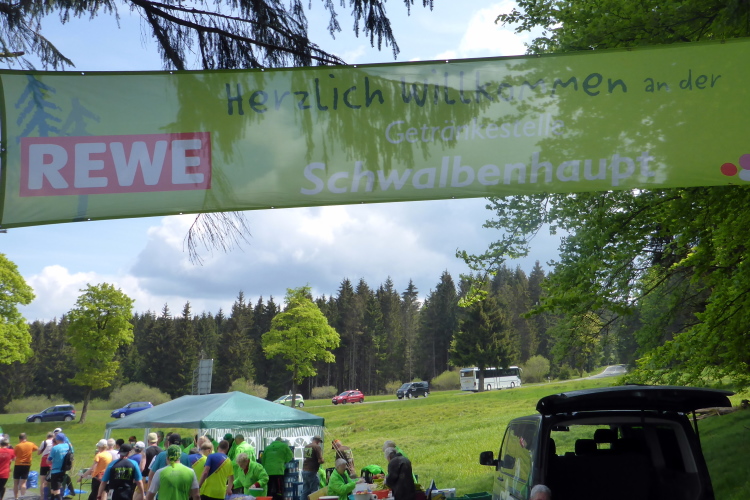 Herzlich Willkommen an der
Getränkestelle
REWE
Schwalbenhaupt